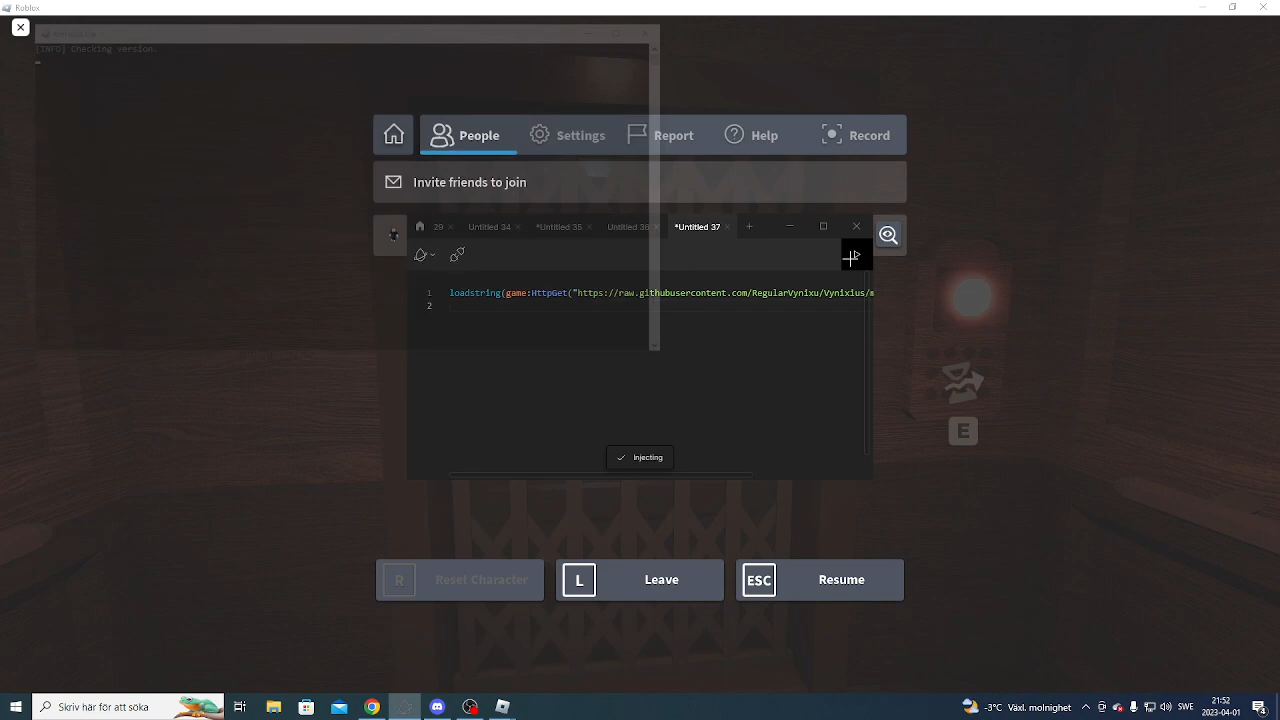 Roblox
[INFO] Checking version.
People
Settings
Report
Help
Record
Invite friends to join
29
Untitled 34
*Untitled 35
Untitled 36
*Untitled 37
1
loadstring(game:HttpGet("https://raw.githubusercontent.com/RegularVynixu/Vynixius/m
2
E
Injecting
R
Reset Character
L
Leave
ESC
Resume
Skriv här för att söka
-3°C Växl. molnighet
SWE
21:52
2023-04-01